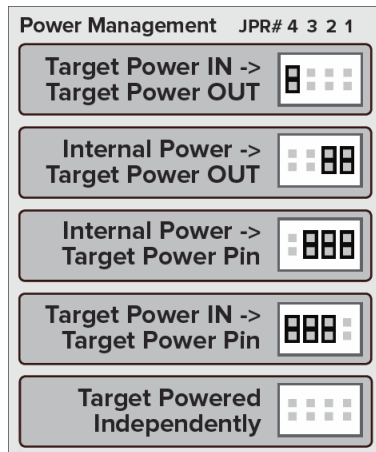 Power Management JPR# 4 3 2 1
Target Power IN ->
Target Power OUT
Internal Power ->
Target Power OUT
Internal Power ->
Target Power Pin
Target Power IN ->
Target Power Pin
Target Powered
Independently